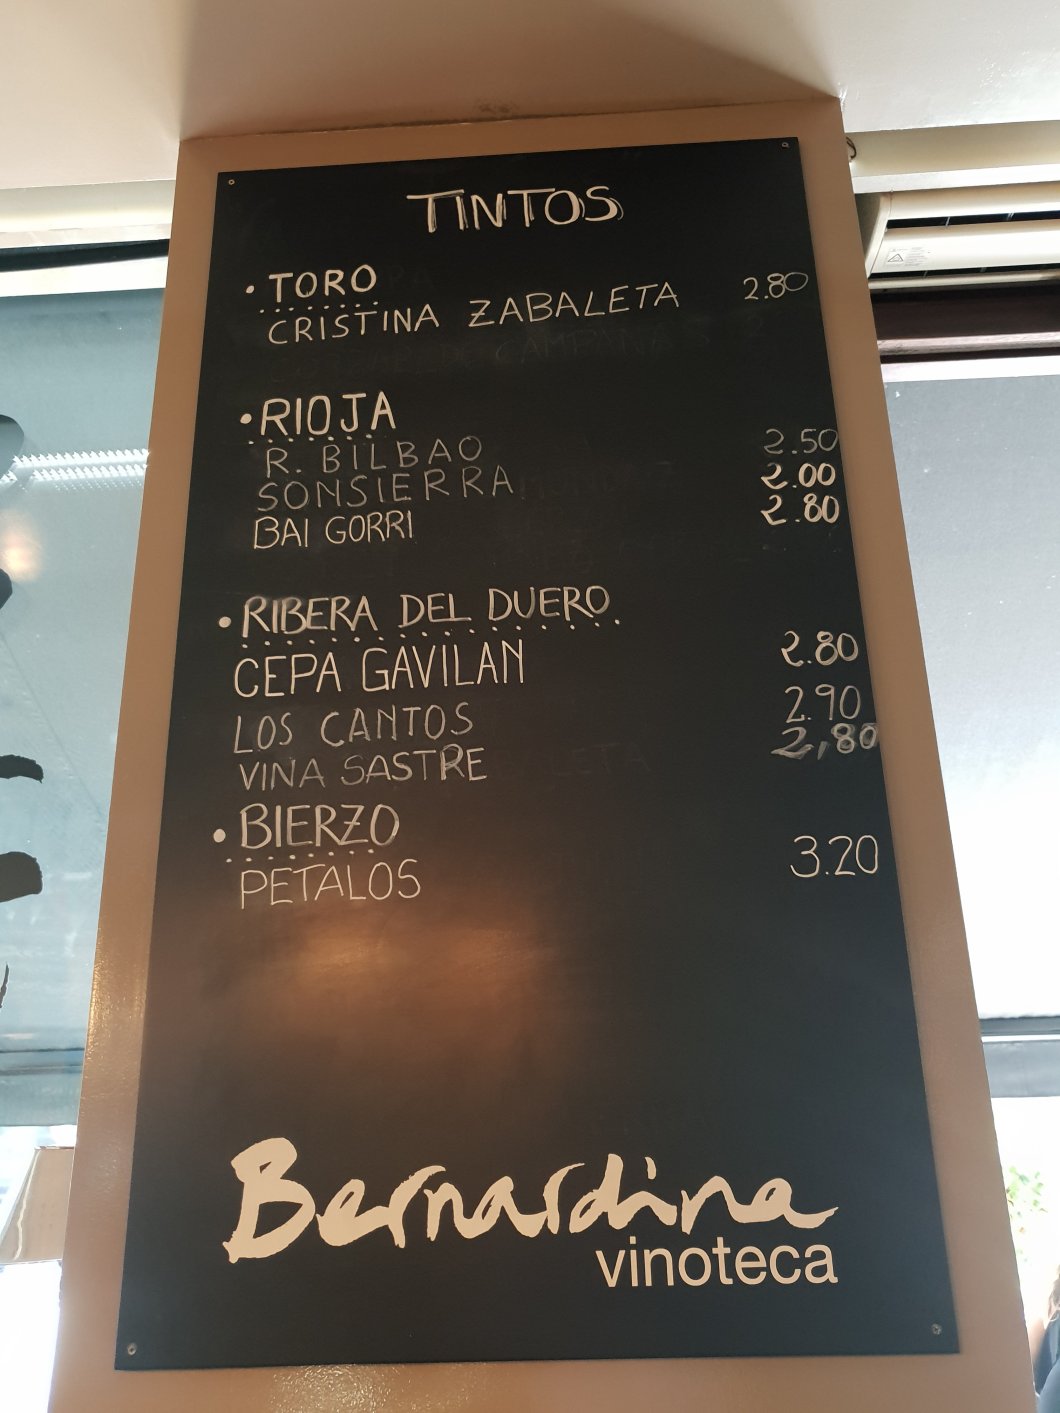 TINTOS
• TORO
CRISTINA ZABALETA 2.80
• RIOJA
R. BILBAO 2.50
SONSIERRA 2.00
BAI GORRI 2.80
• RIBERA DEL DUERO
CEPA GAVILAN 2.80
LOS CANTOS 2.90
VINA SASTRE 2,80
• BIERZO
PETALOS 3.20
Bernardina
vinoteca